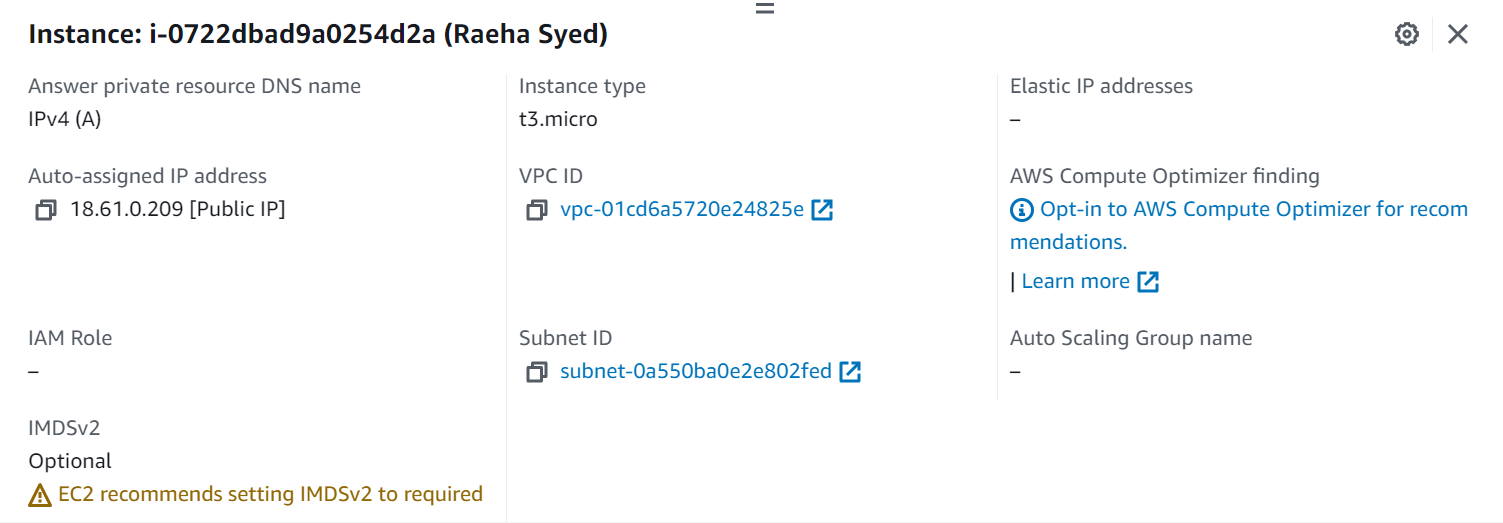 Instance: i-0722dbad9a0254d2a (Raeha Syed)
Answer private resource DNS name
IPv4 (A)
Instance type
t3.micro
Elastic IP addresses
–
Auto-assigned IP address
18.61.0.209 [Public IP]
VPC ID
vpc-01cd6a5720e24825e
AWS Compute Optimizer finding
Opt-in to AWS Compute Optimizer for recom
mendations.
| Learn more
IAM Role
–
Subnet ID
subnet-0a550ba0e2e802fed
Auto Scaling Group name
–
IMDSv2
Optional
EC2 recommends setting IMDSv2 to required